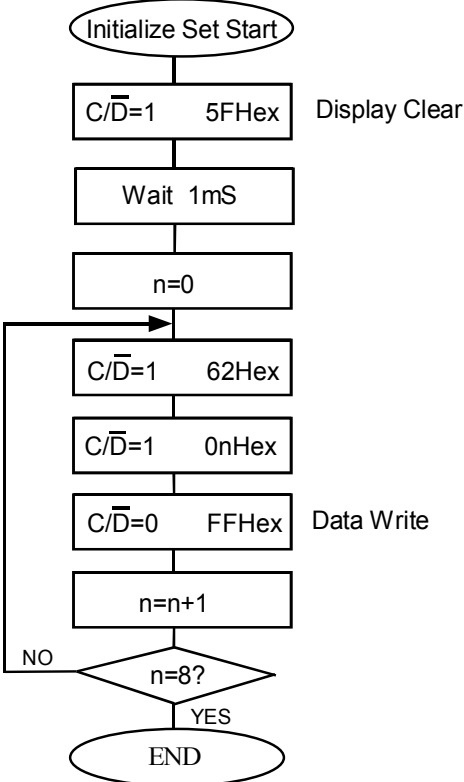 Initialize Set Start
C/D̅=1 5FHex Display Clear
Wait 1mS
n=0
C/D̅=1 62Hex
C/D̅=1 0nHex
C/D̅=0 FFHex Data Write
n=n+1
NO
n=8?
YES
END